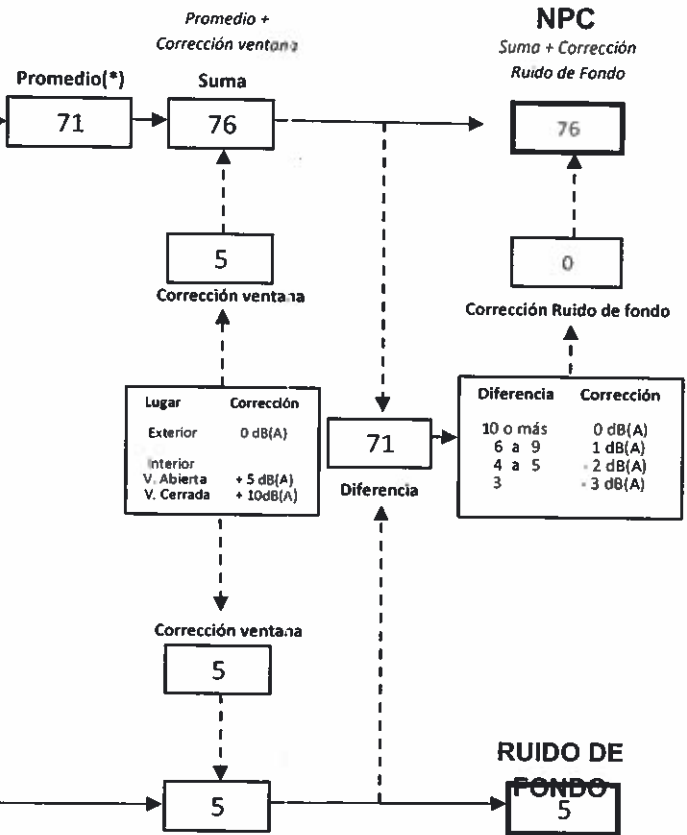 Promedio +
Corrección ventana
NPC
Suma + Corrección
Ruido de Fondo
Promedio(*)
Suma
71
76
76
5
0
Corrección ventana
Corrección Ruido de fondo
Lugar Corrección
Exterior 0 dB(A)
Interior
V. Abierta + 5 dB(A)
V. Cerrada + 10dB(A)
71
Diferencia
Diferencia Corrección
10 o más 0 dB(A)
6 a 9 1 dB(A)
4 a 5 - 2 dB(A)
3 - 3 dB(A)
Corrección ventana
5
RUIDO DE
FONDO
5
5